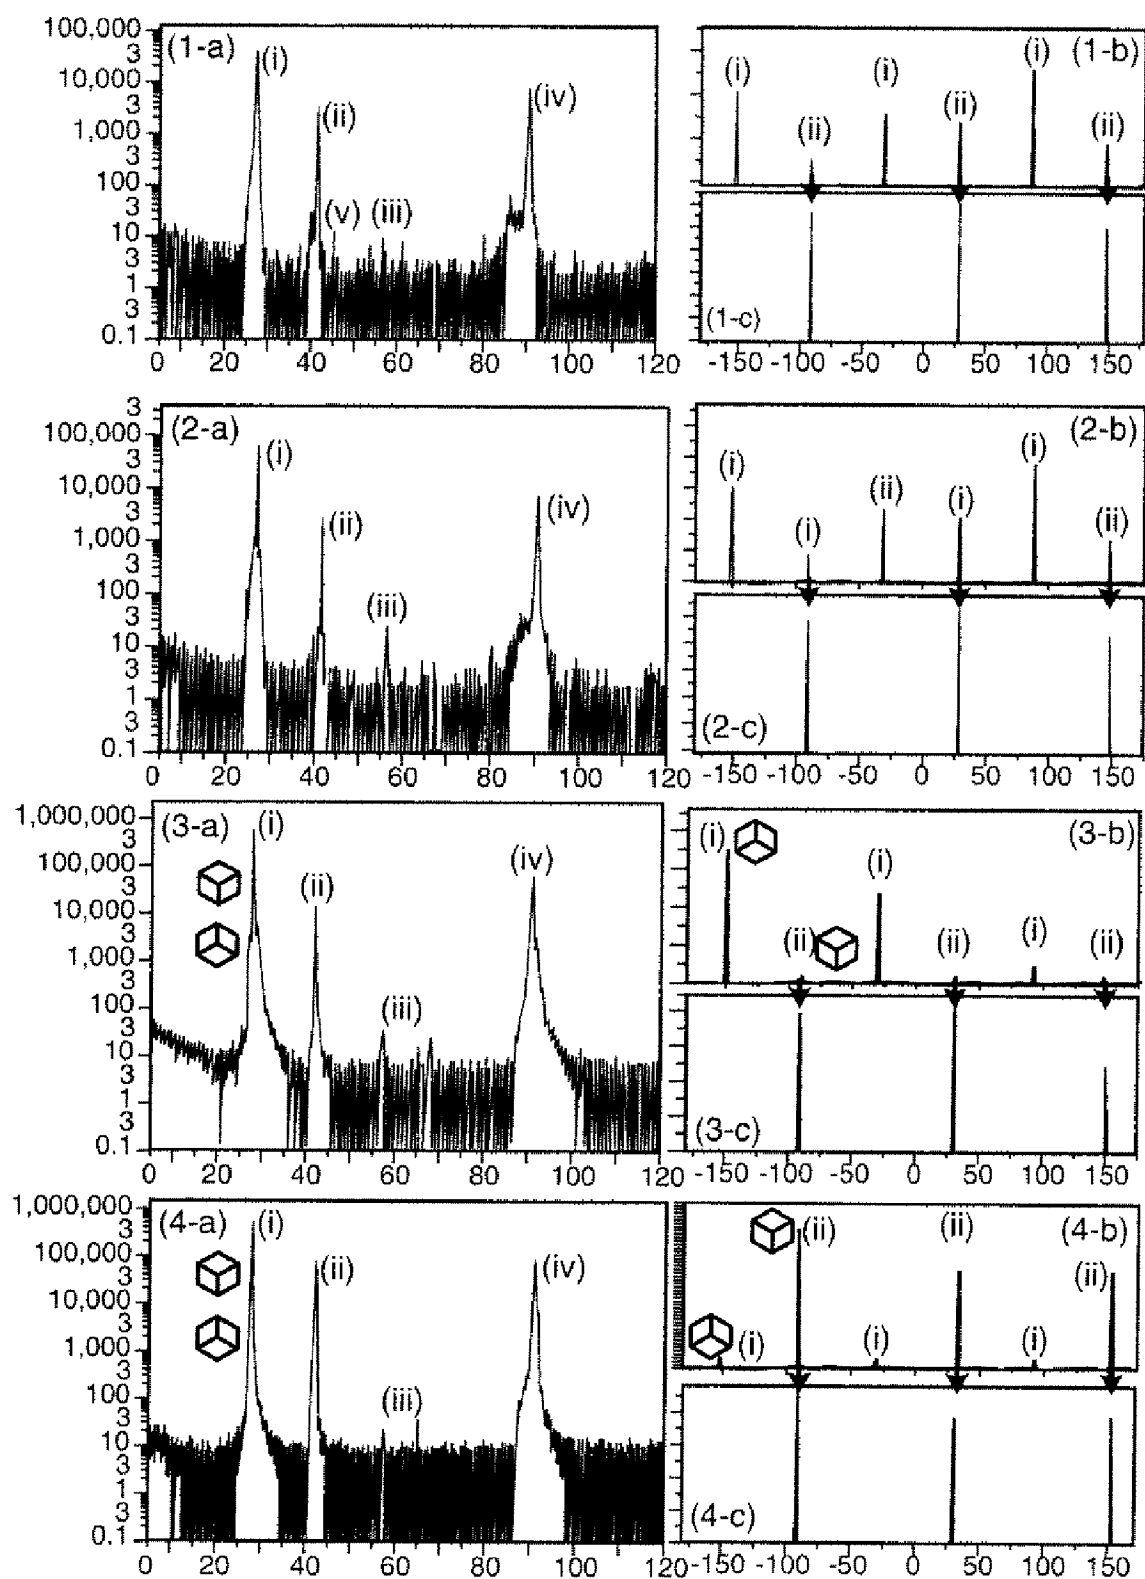 100,000
3
10,000
3
1,000
3
100
3
10
3
1
3
0.1
(1-a)
(i)
(ii)
(iv)
(v)
(iii)
0
20
40
60
80
100
120
(i)
(ii)
(i)
(ii)
(i)
(ii)
(1-b)
(1-c)
-150
-100
-50
0
50
100
150
3
100,000
3
10,000
3
1,000
3
100
3
10
3
1
3
0.1
(2-a)
(i)
(ii)
(iii)
(iv)
0
20
40
60
80
100
120
(i)
(i)
(ii)
(i)
(i)
(ii)
(2-b)
(2-c)
-150
-100
-50
0
50
100
150
1,000,000
3
100,000
3
10,000
3
1,000
3
100
3
10
3
1
3
0.1
(3-a)
(i)
(ii)
(iii)
(iv)
0
20
40
60
80
100
120
(i)
(ii)
(i)
(ii)
(i)
(ii)
(3-b)
(3-c)
-150
-100
-50
0
50
100
150
1,000,000
3
100,000
3
10,000
3
1,000
3
100
3
10
3
1
3
0.1
(4-a)
(i)
(ii)
(iii)
(iv)
0
20
40
60
80
100
120
(i)
(ii)
(i)
(ii)
(i)
(ii)
(4-b)
(4-c)
-150
-100
-50
0
50
100
150